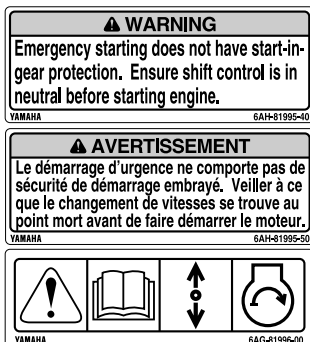 WARNING
Emergency starting does not have start-in-
gear protection. Ensure shift control is in
neutral before starting engine.
YAMAHA 6AH-81995-40
AVERTISSEMENT
Le démarrage d'urgence ne comporte pas de
sécurité de démarrage embrayé. Veiller à ce
que le changement de vitesses se trouve au
point mort avant de faire démarrer le moteur.
YAMAHA 6AH-81995-50
YAMAHA 6AG-81996-00